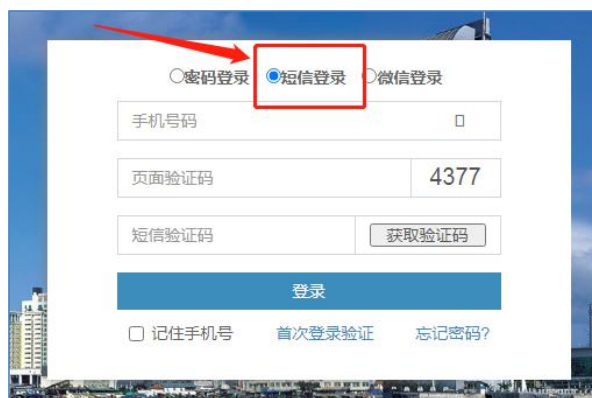 密码登录 短信登录 微信登录
手机号码
页面验证码 4377
短信验证码 获取验证码
登录
记住手机号 首次登录验证 忘记密码?